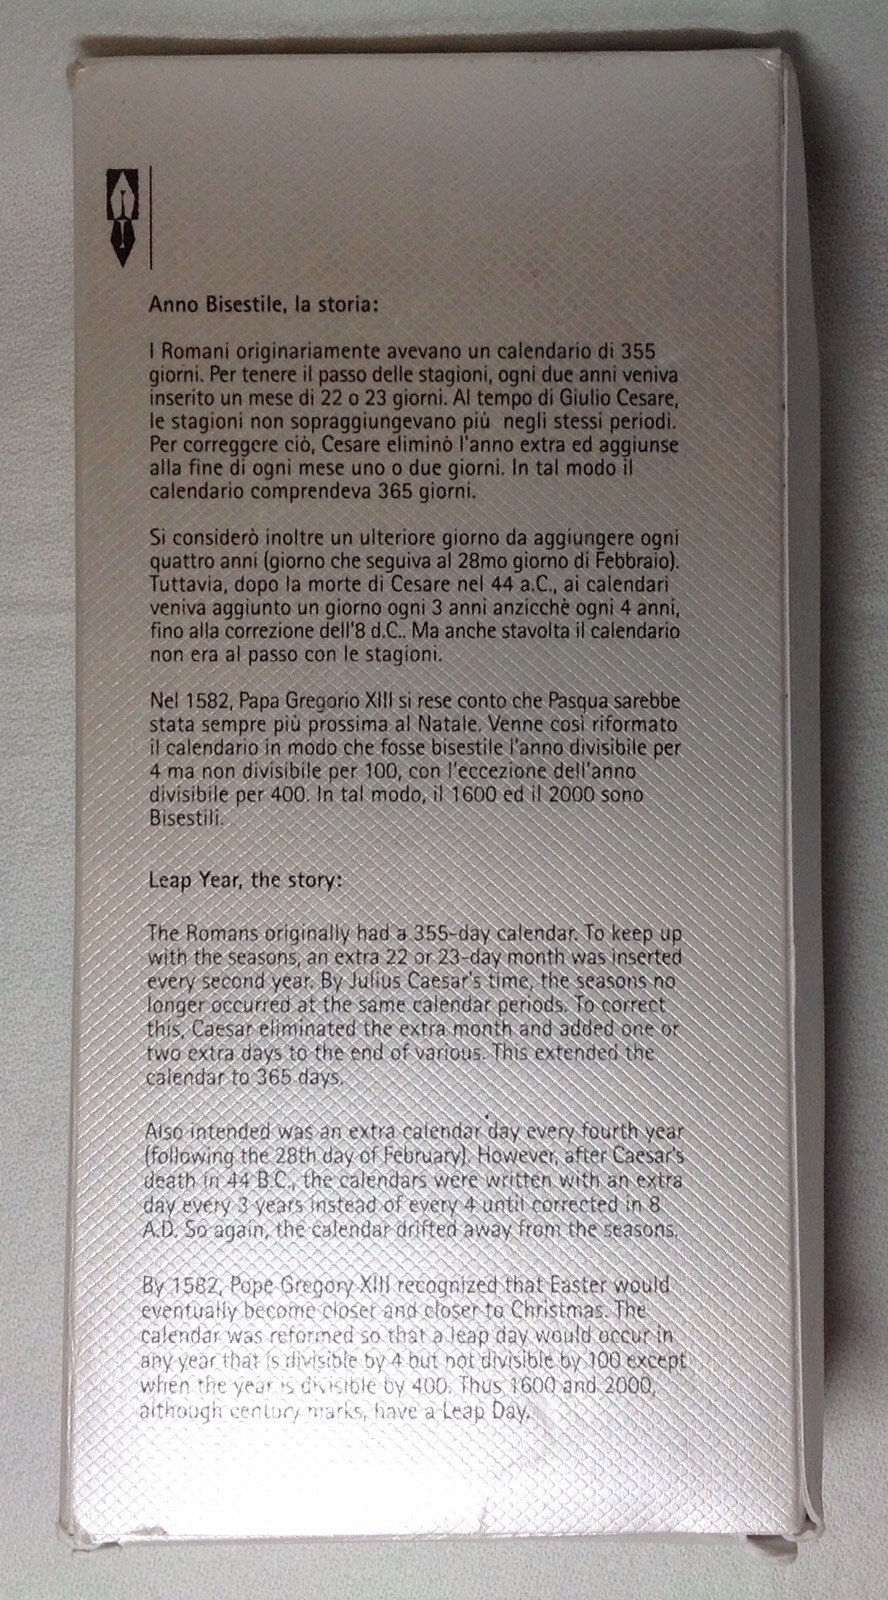 Anno Bisestile, la storia:
I Romani originariamente avevano un calendario di 355
giorni. Per tenere il passo delle stagioni, ogni due anni veniva
inserito un mese di 22 o 23 giorni. Al tempo di Giulio Cesare,
le stagioni non sopraggiungevano più negli stessi periodi.
Per correggere ciò, Cesare eliminò l'anno extra ed aggiunse
alla fine di ogni mese uno o due giorni. In tal modo il
calendario comprendeva 365 giorni.
Si considerò inoltre un ulteriore giorno da aggiungere ogni
quattro anni (giorno che seguiva al 28mo giorno di Febbraio).
Tuttavia, dopo la morte di Cesare nel 44 a.C., ai calendari
veniva aggiunto un giorno ogni 3 anni anzicchè ogni 4 anni,
fino alla correzione dell'8 d.C.. Ma anche stavolta il calendario
non era al passo con le stagioni.
Nel 1582, Papa Gregorio XIII si rese conto che Pasqua sarebbe
stata sempre più prossima al Natale. Venne così riformato
il calendario in modo che fosse bisestile l'anno divisibile per
4 ma non divisibile per 100, con l'eccezione dell'anno
divisibile per 400. In tal modo, il 1600 ed il 2000 sono
Bisestili.
Leap Year, the story:
The Romans originally had a 355-day calendar. To keep up
with the seasons, an extra 22 or 23-day month was inserted
every second year. By Julius Caesar's time, the seasons no
longer occurred at the same calendar periods. To correct
this, Caesar eliminated the extra month and added one or
two extra days to the end of various. This extended the
calendar to 365 days.
Also intended was an extra calendar day every fourth year
(following the 28th day of February). However, after Caesar's
death in 44 B.C., the calendars were written with an extra
day every 3 years instead of every 4 until corrected in 8
A.D. So again, the calendar drifted away from the seasons.
By 1582, Pope Gregory XIII recognized that Easter would
eventually become closer and closer to Christmas. The
calendar was reformed so that a leap day would occur in
any year that is divisible by 4 but not divisible by 100 except
when the year is divisible by 400. Thus 1600 and 2000,
although century marks, have a Leap Day.